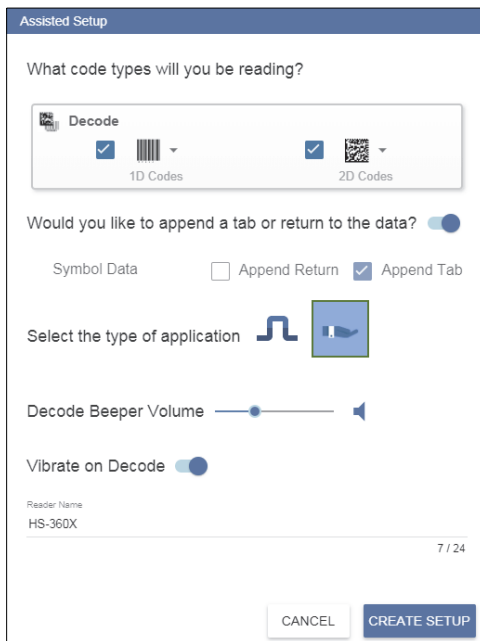 Assisted Setup
What code types will you be reading?
Decode
1D Codes 2D Codes
Would you like to append a tab or return to the data?
Symbol Data Append Return Append Tab
Select the type of application
Decode Beeper Volume
Vibrate on Decode
Reader Name
HS-360X
7 / 24
CANCEL CREATE SETUP